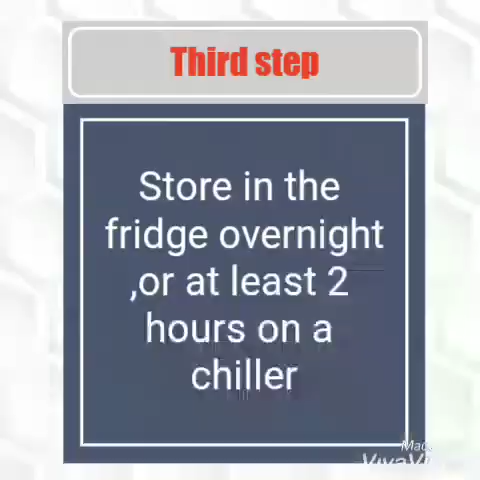 Third step
Store in the
fridge overnight
,or at least 2
hours on a
chiller